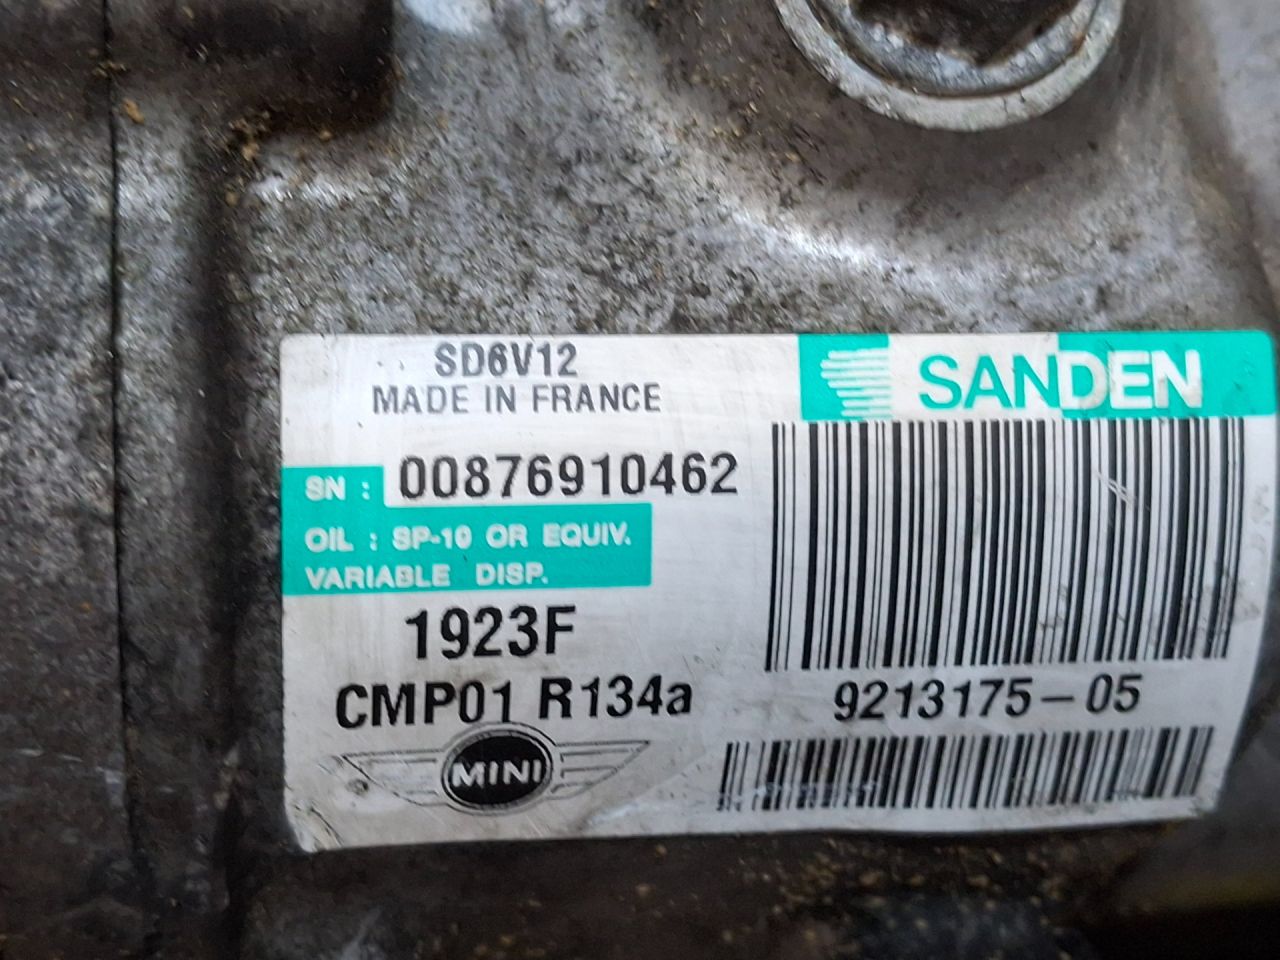 SD6V12
MADE IN FRANCE
SANDEN
SN : 00876910462
OIL : SP-10 OR EQUIV.
VARIABLE DISP.
1923F
CMP01 R134a
9213175-05
MINI